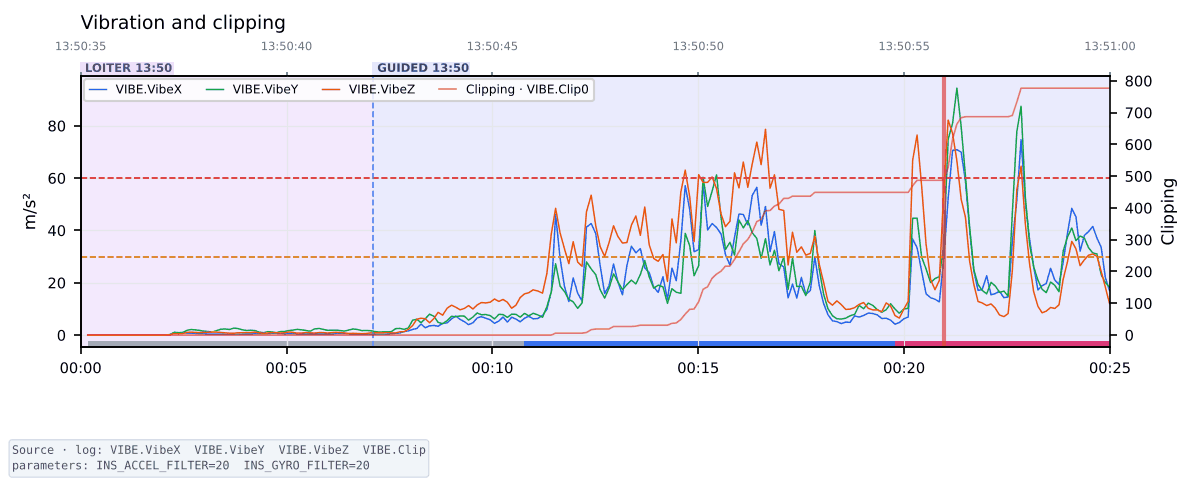 Vibration and clipping
13:50:35 13:50:40 13:50:45 13:50:50 13:50:55 13:51:00
LOITER 13:50 GUIDED 13:50
VIBE.VibeX VIBE.VibeY VIBE.VibeZ Clipping · VIBE.Clip0
m/s²
80
60
40
20
0
800
700
600
500
400
300
200
100
0
Clipping
00:00 00:05 00:10 00:15 00:20 00:25
Source · log: VIBE.VibeX VIBE.VibeY VIBE.VibeZ VIBE.Clip
parameters: INS_ACCEL_FILTER=20 INS_GYRO_FILTER=20